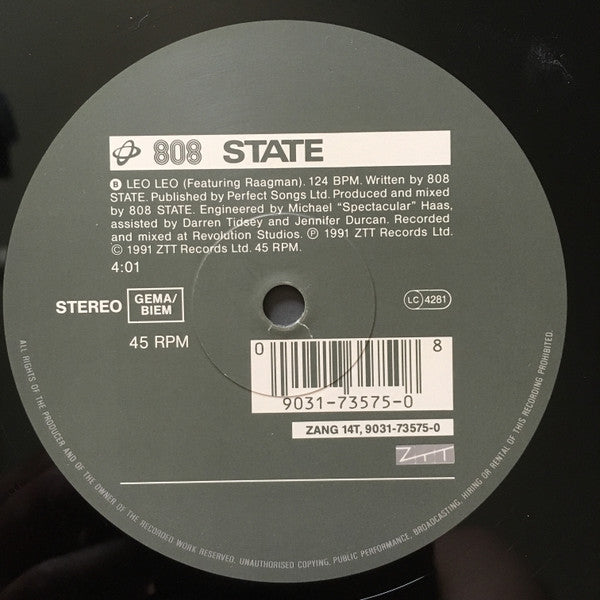 808 STATE
Ⓑ LEO LEO (Featuring Raagman). 124 BPM. Written by 808
STATE. Published by Perfect Songs Ltd. Produced and mixed
by 808 STATE. Engineered by Michael "Spectacular" Haas,
assisted by Darren Tidsey and Jennifer Durcan. Recorded
and mixed at Revolution Studios. Ⓟ 1991 ZTT Records Ltd.
© 1991 ZTT Records Ltd. 45 RPM.
4:01
STEREO GEMA/
BIEM
LC 4281
45 RPM
0 8
9031-73575-0
ZANG 14T, 9031-73575-0
ZTT
ALL RIGHTS OF THE PRODUCER AND OF THE OWNER OF THE RECORDED WORK RESERVED. UNAUTHORISED COPYING, PUBLIC PERFORMANCE, BROADCASTING, HIRING OR RENTAL OF THIS RECORDING PROHIBITED.